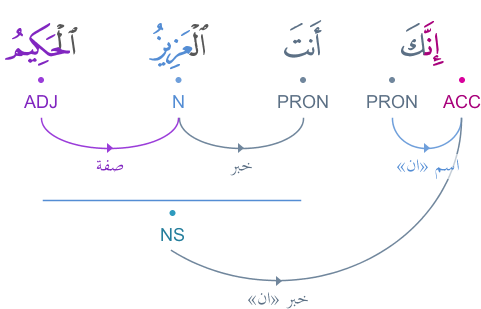 إِنَّكَ أَنتَ ٱلْعَزِيزُ ٱلْحَكِيمُ
ACC PRON PRON N ADJ
اسم «ان» خبر صفة
NS
خبر «ان»